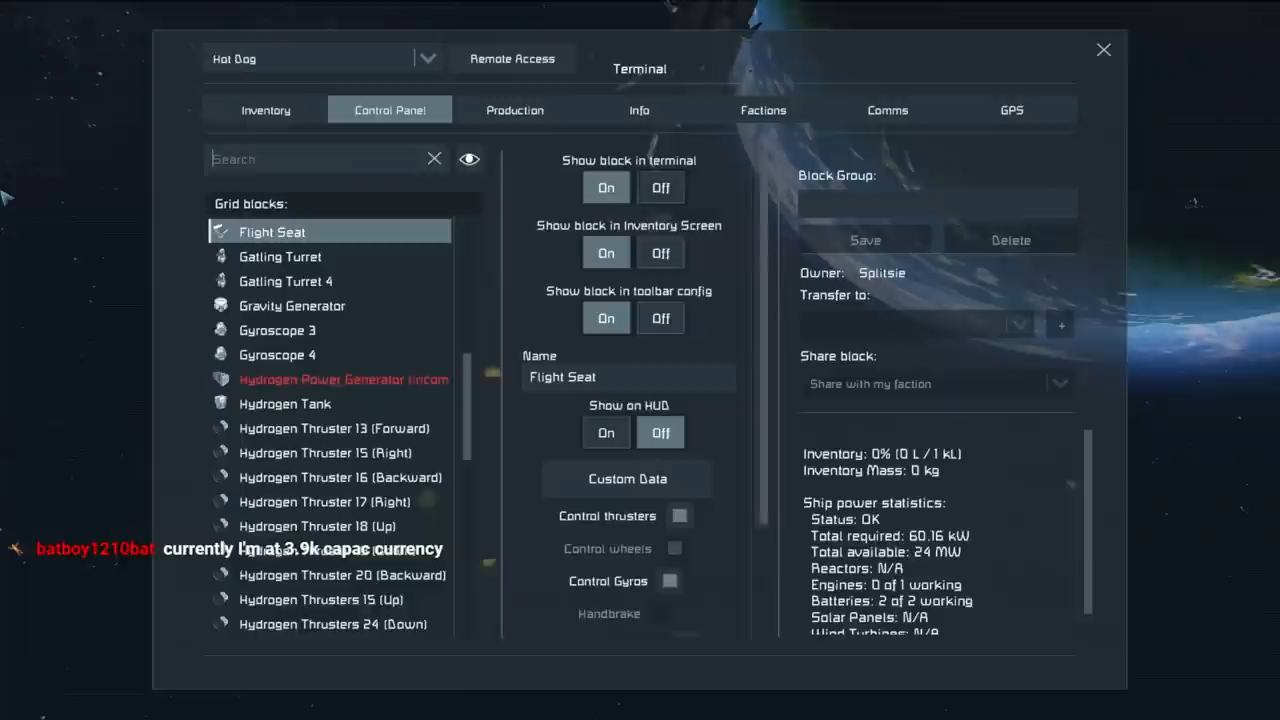 Hot Dog
Remote Access
Terminal
Inventory
Control Panel
Production
Info
Factions
Comms
GPS
Search
Grid blocks:
Flight Seat
Gatling Turret
Gatling Turret 4
Gravity Generator
Gyroscope 3
Gyroscope 4
Hydrogen Power Generator (Incom
Hydrogen Tank
Hydrogen Thruster 13 (Forward)
Hydrogen Thruster 15 (Right)
Hydrogen Thruster 16 (Backward)
Hydrogen Thruster 17 (Right)
Hydrogen Thruster 18 (Up)
batboy1210bat currently I'm at 3.9k capac currency
Hydrogen Thruster 20 (Backward)
Hydrogen Thrusters 15 (Up)
Hydrogen Thrusters 24 (Down)
Show block in terminal
On Off
Show block in Inventory Screen
On Off
Show block in toolbar config
On Off
Name
Flight Seat
Show on HUD
On Off
Custom Data
Control thrusters
Control wheels
Control Gyros
Handbrake
Block Group:
Save Delete
Owner: Splitsie
Transfer to:
+
Share block:
Share with my faction
Inventory: 0% (0 L / 1 kL)
Inventory Mass: 0 kg
Ship power statistics:
Status: OK
Total required: 60.16 kW
Total available: 24 MW
Reactors: N/A
Engines: 0 of 1 working
Batteries: 2 of 2 working
Solar Panels: N/A
Wind Turbines: N/A